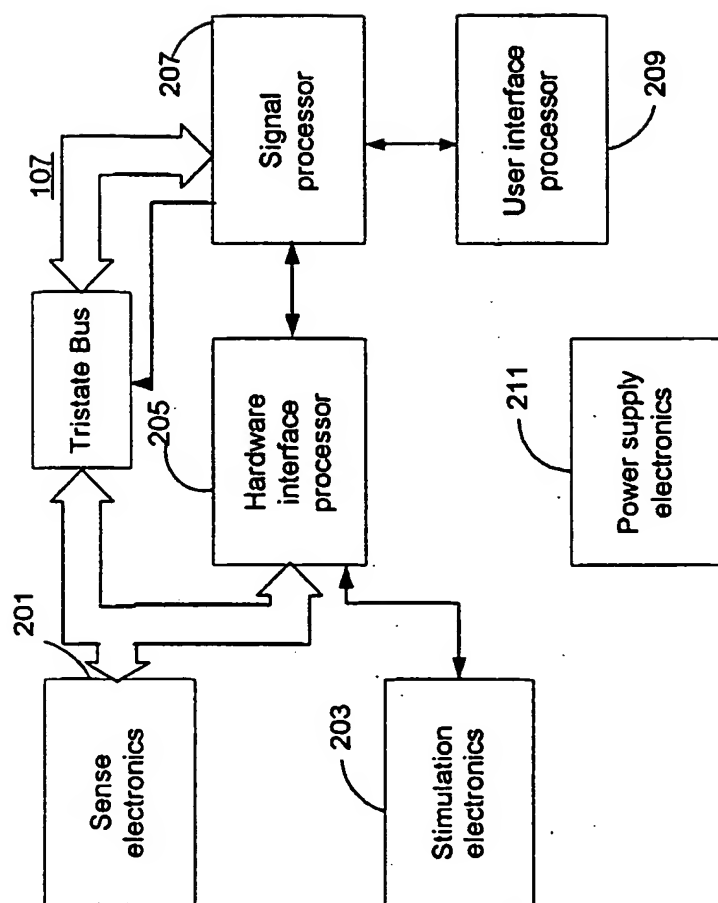 107
201
Sense
electronics
Tristate Bus
207
Signal
processor
205
Hardware
interface
processor
203
Stimulation
electronics
209
User interface
processor
211
Power supply
electronics